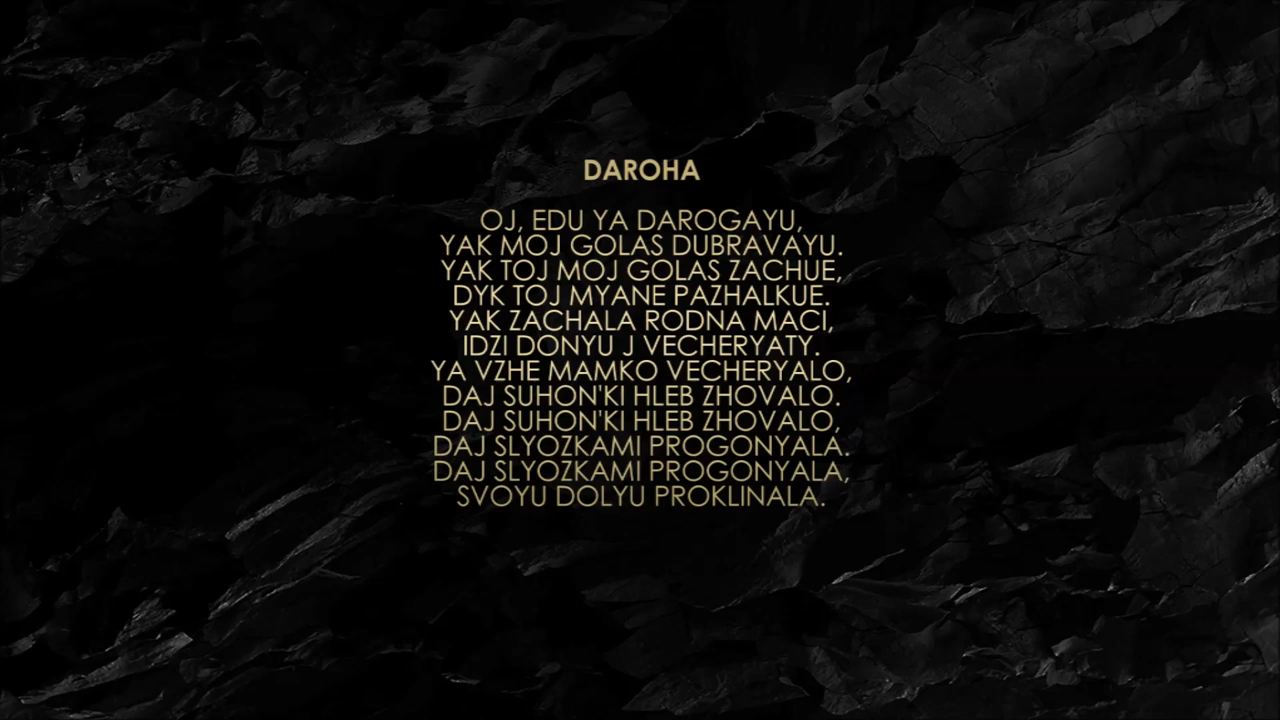 DAROHA
OJ, EDU YA DAROGAYU,
YAK MOJ GOLAS DUBRAVAYU.
YAK TOJ MOJ GOLAS ZACHUE,
DYK TOJ MYANE PAZHALKUE.
YAK ZACHALA RODNA MACI,
IDZI DONYU J VECHERYATY.
YA VZHE MAMKO VECHERYALO,
DAJ SUHON'KI HLEB ZHOVALO.
DAJ SUHON'KI HLEB ZHOVALO,
DAJ SLYOZKAMI PROGONYALA.
DAJ SLYOZKAMI PROGONYALA,
SVOYU DOLYU PROKLINALA.